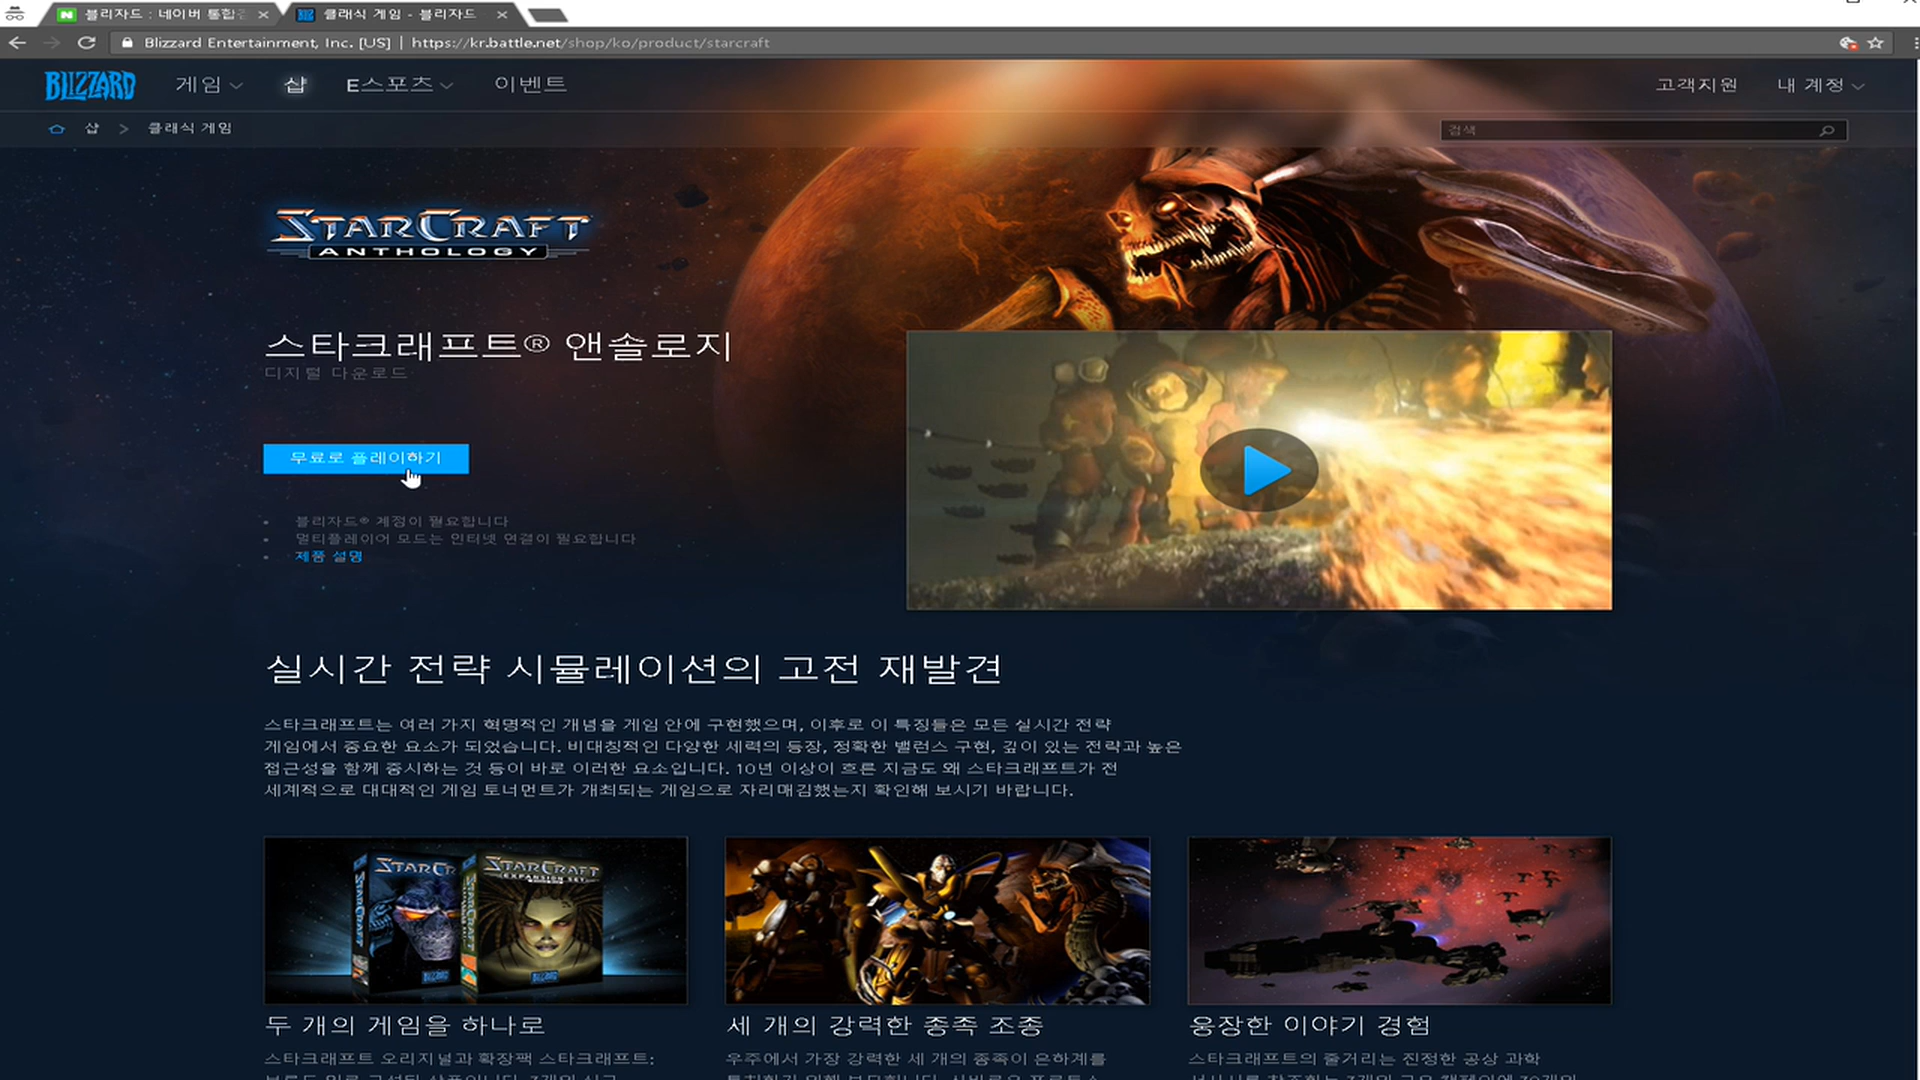 블리자드 : 네이버 통합검
클래식 게임 - 블리자드
Blizzard Entertainment, Inc. [US] | https://kr.battle.net/shop/ko/product/starcraft
BLIZZARD 게임 샵 E스포츠 이벤트 고객지원 내 계정
샵 > 클래식 게임
검색
STARCRAFT
ANTHOLOGY
스타크래프트® 앤솔로지
디지털 다운로드
무료로 플레이하기
• 블리자드® 계정이 필요합니다
• 멀티플레이어 모드는 인터넷 연결이 필요합니다
• 제품 설명
실시간 전략 시뮬레이션의 고전 재발견
스타크래프트는 여러 가지 혁명적인 개념을 게임 안에 구현했으며, 이후로 이 특징들은 모든 실시간 전략
게임에서 중요한 요소가 되었습니다. 비대칭적인 다양한 세력의 등장, 정확한 밸런스 구현, 깊이 있는 전략과 높은
접근성을 함께 중시하는 것 등이 바로 이러한 요소입니다. 10년 이상이 흐른 지금도 왜 스타크래프트가 전
세계적으로 대대적인 게임 토너먼트가 개최되는 게임으로 자리매김했는지 확인해 보시기 바랍니다.
STARCR
STARCRAFT
EXPANSION SET
STARCRAFT
BLIZZARD
BLIZZARD
두 개의 게임을 하나로
세 개의 강력한 종족 조종
웅장한 이야기 경험
스타크래프트 오리지널과 확장팩 스타크래프트:
우주에서 가장 강력한 세 개의 종족이 은하계를
스타크래프트의 줄거리는 진정한 공상 과학